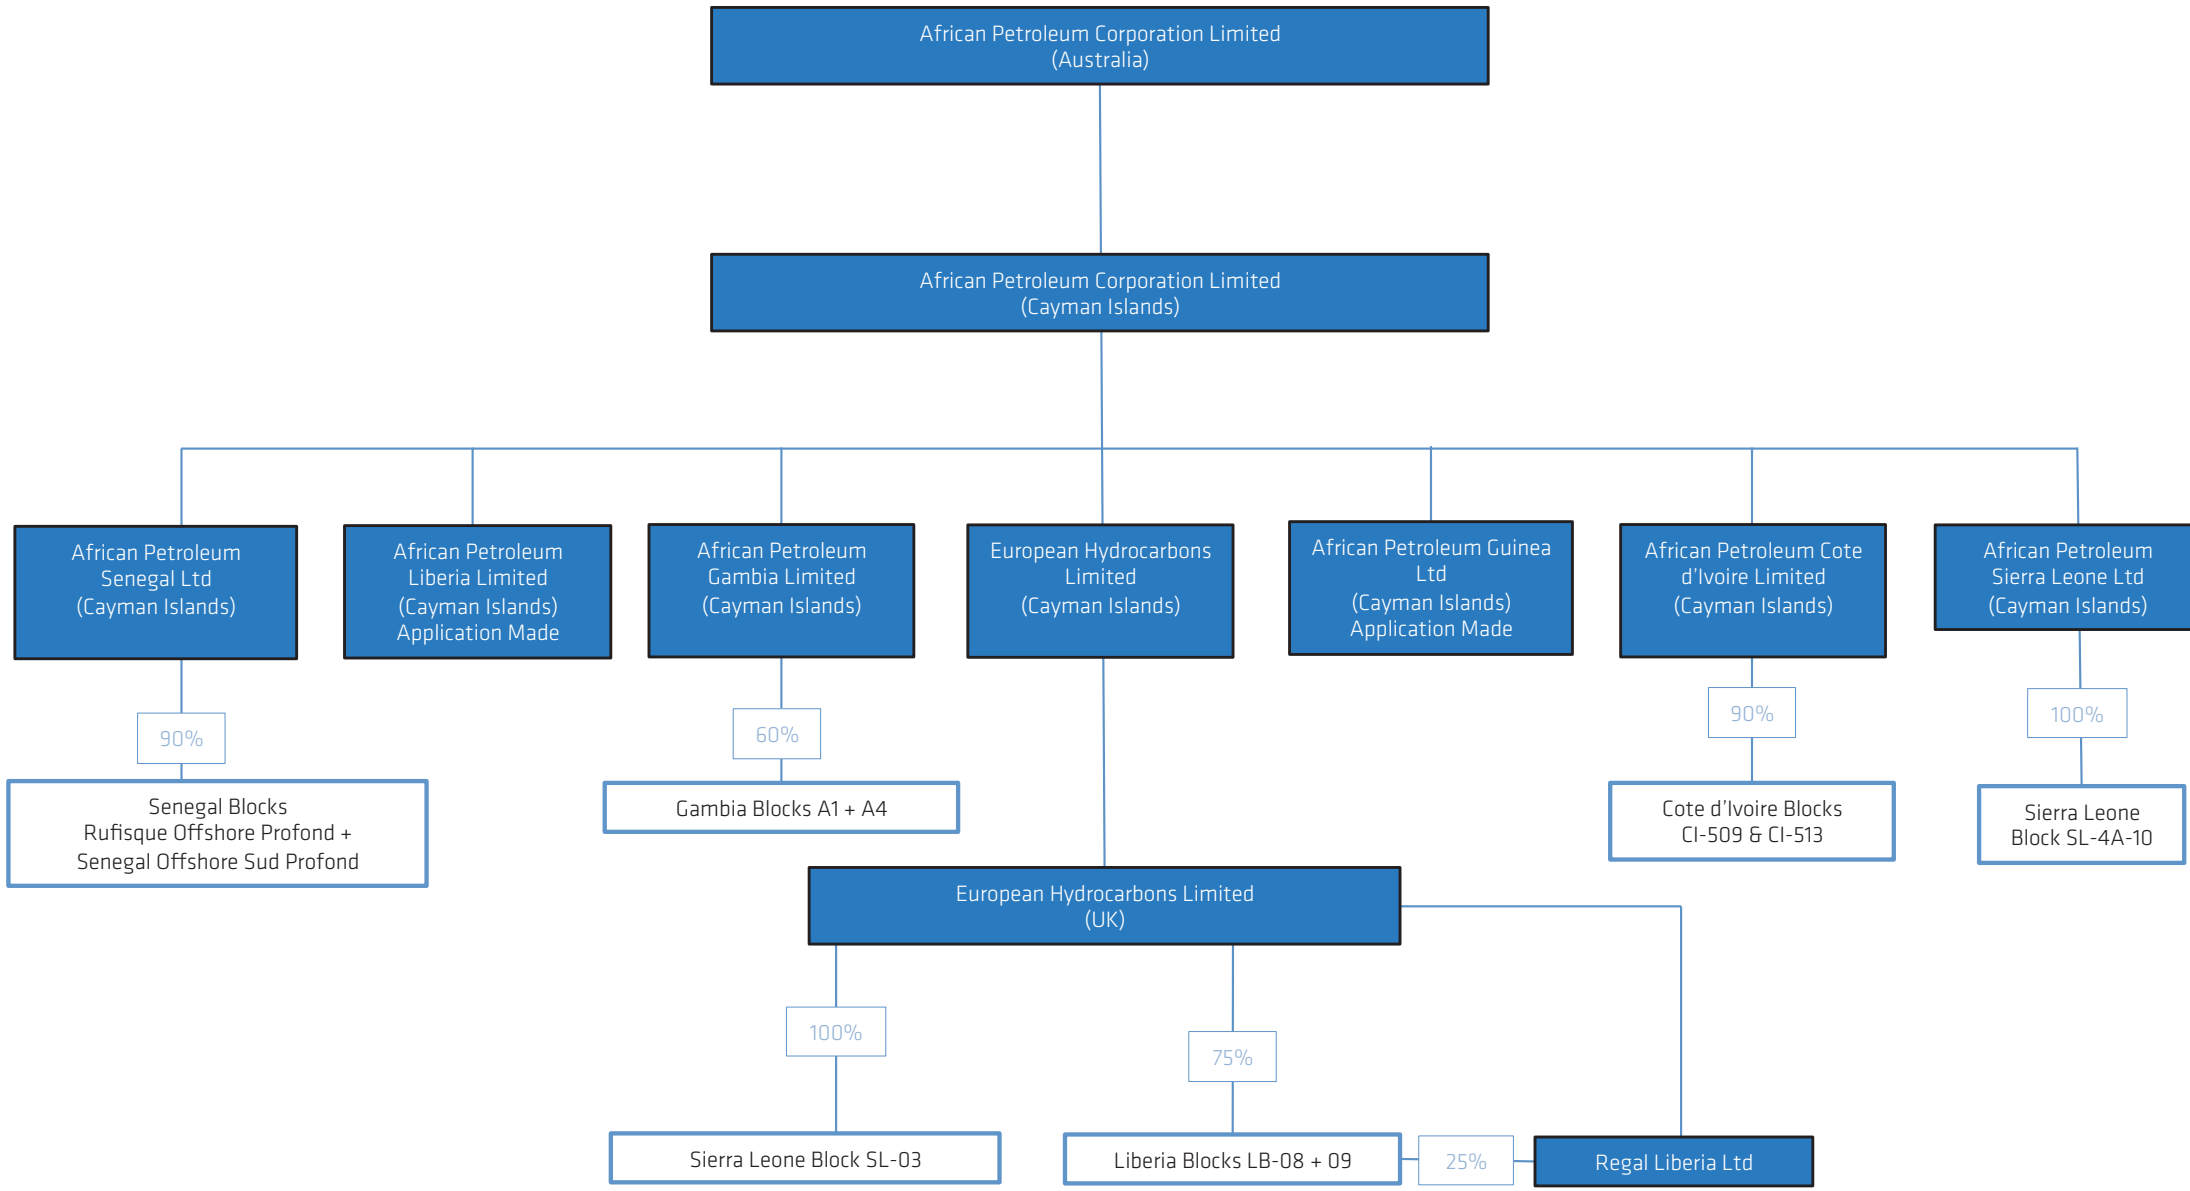 African Petroleum Corporation Limited
(Australia)
African Petroleum Corporation Limited
(Cayman Islands)
African Petroleum
Senegal Ltd
(Cayman Islands)
African Petroleum
Liberia Limited
(Cayman Islands)
Application Made
African Petroleum
Gambia Limited
(Cayman Islands)
European Hydrocarbons
Limited
(Cayman Islands)
African Petroleum Guinea
Ltd
(Cayman Islands)
Application Made
African Petroleum Cote
d’Ivoire Limited
(Cayman Islands)
African Petroleum
Sierra Leone Ltd
(Cayman Islands)
90%
60%
90%
100%
Senegal Blocks
Rufisque Offshore Profond +
Senegal Offshore Sud Profond
Gambia Blocks A1 + A4
Cote d’Ivoire Blocks
CI-509 & CI-513
Sierra Leone
Block SL-4A-10
European Hydrocarbons Limited
(UK)
100%
75%
Sierra Leone Block SL-03
Liberia Blocks LB-08 + 09
25%
Regal Liberia Ltd